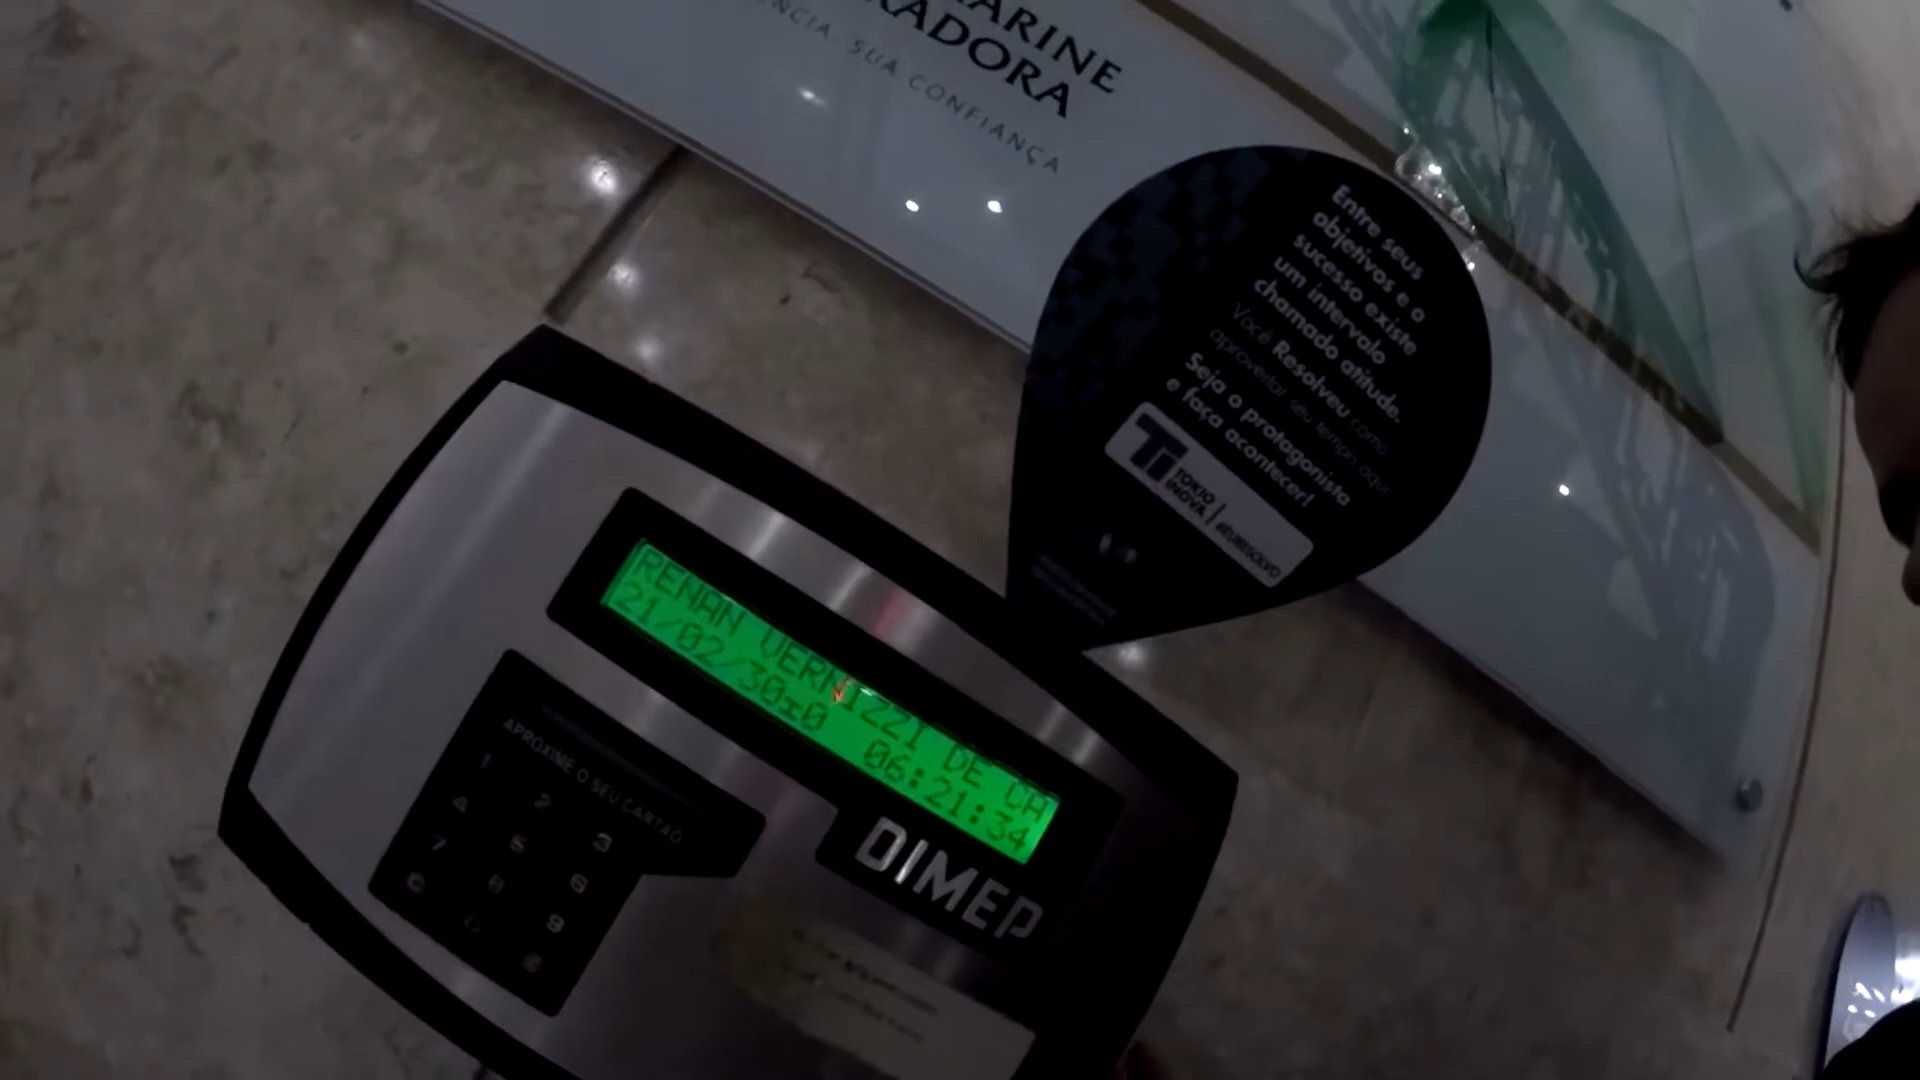 ARINE
RADORA
SUA CONFIANÇA
Entre seus
objetivos e o
sucesso existe
um intervalo
chamado atitude.
Você Resolveu como
aproveitar seu tempo aqui
Seja o protagonista
e faça acontecer!
Ti TOKIO
INOVA #EURESOLVO
RENAN VERNIZZI DE CA
21/02/30x0 06:21:34
DIMEP
APROXIME O SEU CARTÃO
1 2 3
4 5 6
7 9